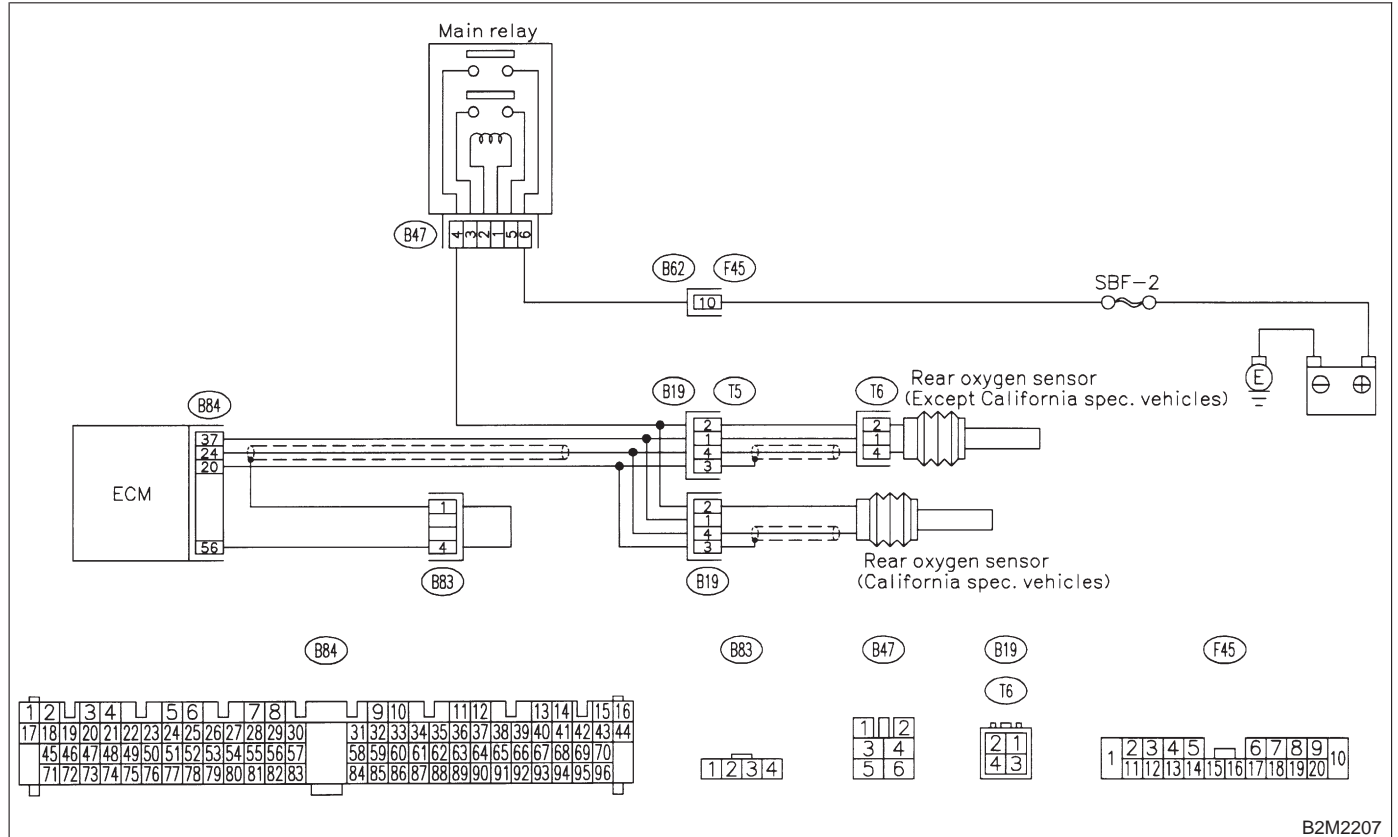 Main relay
B47
4 3 2 1 5 6
B62 F45
10
SBF-2
E
⊖ ⊕
B84
37
24
20
56
ECM
B19 T5
2
1
4
3
T6
2
1
4
Rear oxygen sensor
(Except California spec. vehicles)
1
4
B83
2
1
4
3
B19
Rear oxygen sensor
(California spec. vehicles)
B84
1 2 3 4 5 6 7 8 9 10 11 12 13 14 15 16
17 18 19 20 21 22 23 24 25 26 27 28 29 30 31 32 33 34 35 36 37 38 39 40 41 42 43 44
45 46 47 48 49 50 51 52 53 54 55 56 57 58 59 60 61 62 63 64 65 66 67 68 69 70
71 72 73 74 75 76 77 78 79 80 81 82 83 84 85 86 87 88 89 90 91 92 93 94 95 96
B83
1 2 3 4
B47
1 2
3 4
5 6
B19
T6
2 1
4 3
F45
1 2 3 4 5 6 7 8 9 10
11 12 13 14 15 16 17 18 19 20
B2M2207